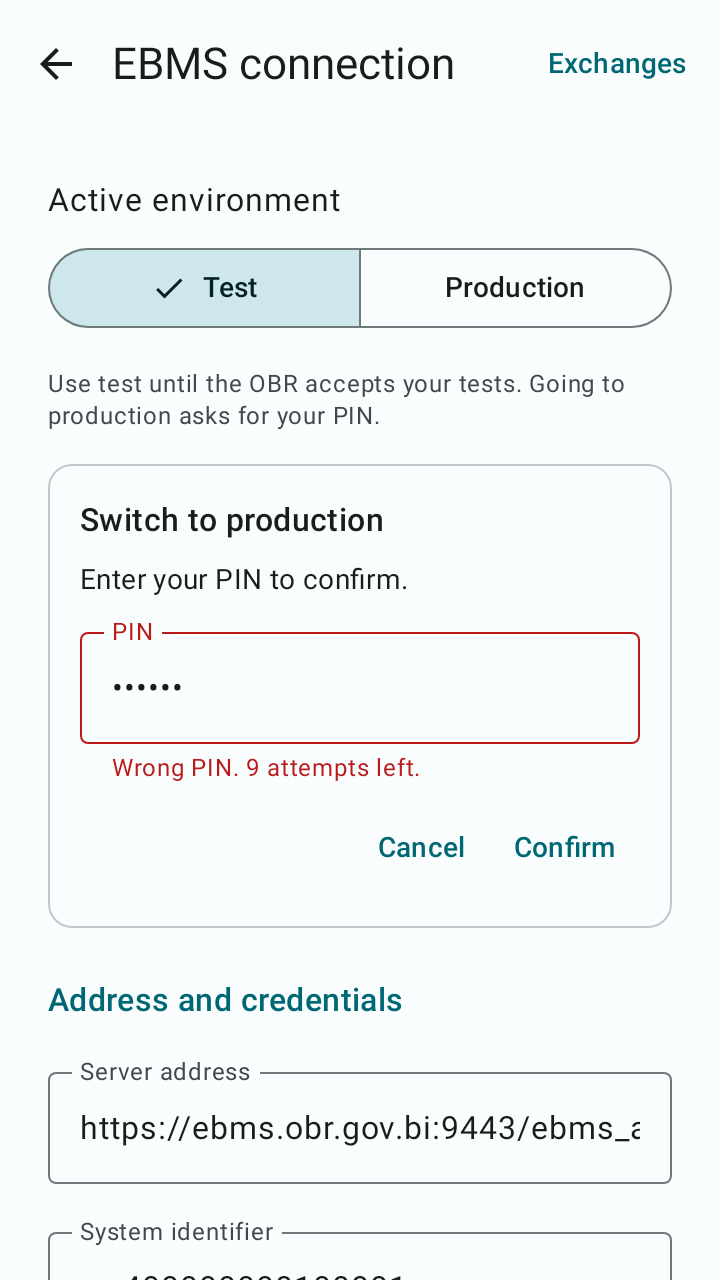 EBMS connection
Exchanges
Active environment
Test
Production
Use test until the OBR accepts your tests. Going to
production asks for your PIN.
Switch to production
Enter your PIN to confirm.
PIN
••••••
Wrong PIN. 9 attempts left.
Cancel
Confirm
Address and credentials
Server address
https://ebms.obr.gov.bi:9443/ebms_a
System identifier